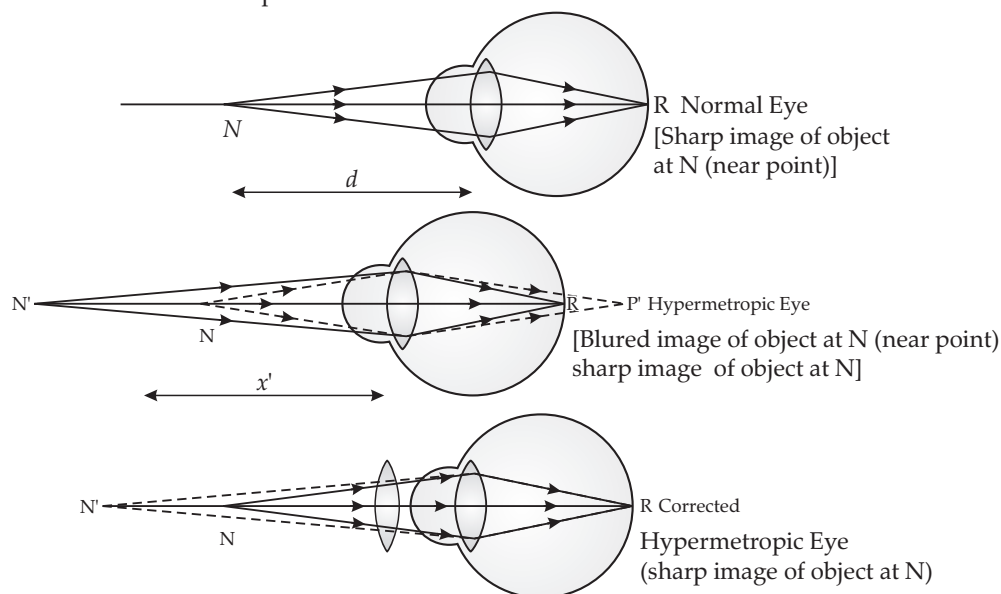 R Normal Eye
N
[Sharp image of object
at N (near point)]
d
N'
R
P' Hypermetropic Eye
N
[Blured image of object at N (near point)
sharp image of object at N]
x'
N'
R Corrected
N
Hypermetropic Eye
(sharp image of object at N)